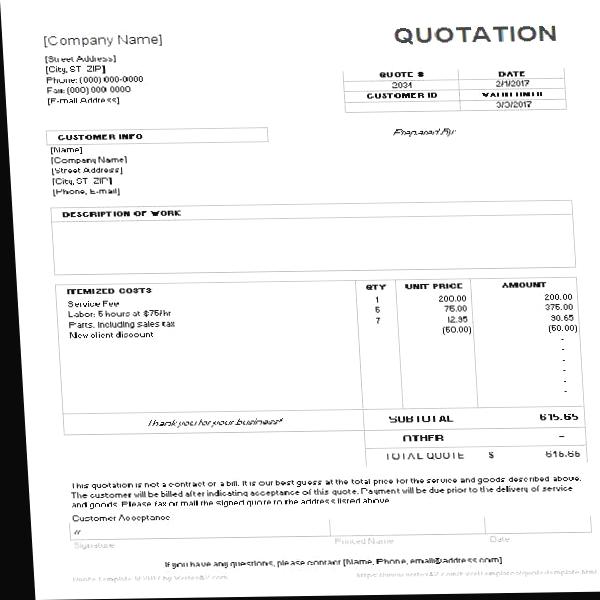 [Company Name]
QUOTATION
[Street Address]
[City, ST ZIP]
Phone: (000) 000-0000
Fax: (000) 000-0000
[E-mail Address]
QUOTE # DATE
2034 2/1/2017
CUSTOMER ID VALID UNTIL
3/3/2017
Prepared By:
CUSTOMER INFO
[Name]
[Company Name]
[Street Address]
[City, ST ZIP]
[Phone, E-mail]
DESCRIPTION OF WORK
ITEMIZED COSTS QTY UNIT PRICE AMOUNT
Service Fee 1 200.00 200.00
Labor: 5 hours at $75/hr 5 75.00 375.00
Parts, including sales tax 7 12.95 90.65
New client discount (50.00) (50.00)
-
-
-
-
-
-
Thank you for your business!
SUBTOTAL 615.65
OTHER -
TOTAL QUOTE $ 615.65
This quotation is not a contract or a bill. It is our best guess at the total price for the service and goods described above.
The customer will be billed after indicating acceptance of this quote. Payment will be due prior to the delivery of service
and goods. Please fax or mail the signed quote to the address listed above.
Customer Acceptance
Signature Printed Name Date
If you have any questions, please contact [Name, Phone, email@address.com]
Quote Template © 2017 by Vertex42.com